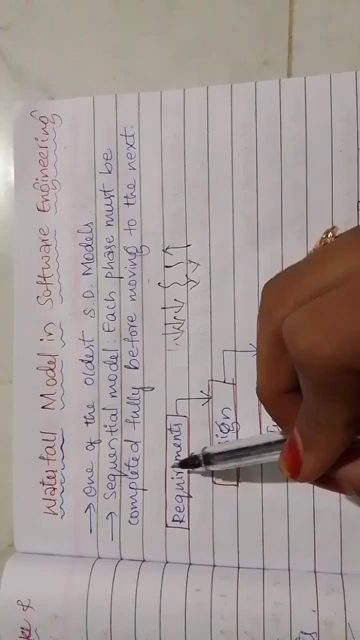 Waterfall Model in Software Engineering
→ One of the oldest S.D. Models
→ Sequential model: Each phase must be
completed fully before moving to the next.
Requirements